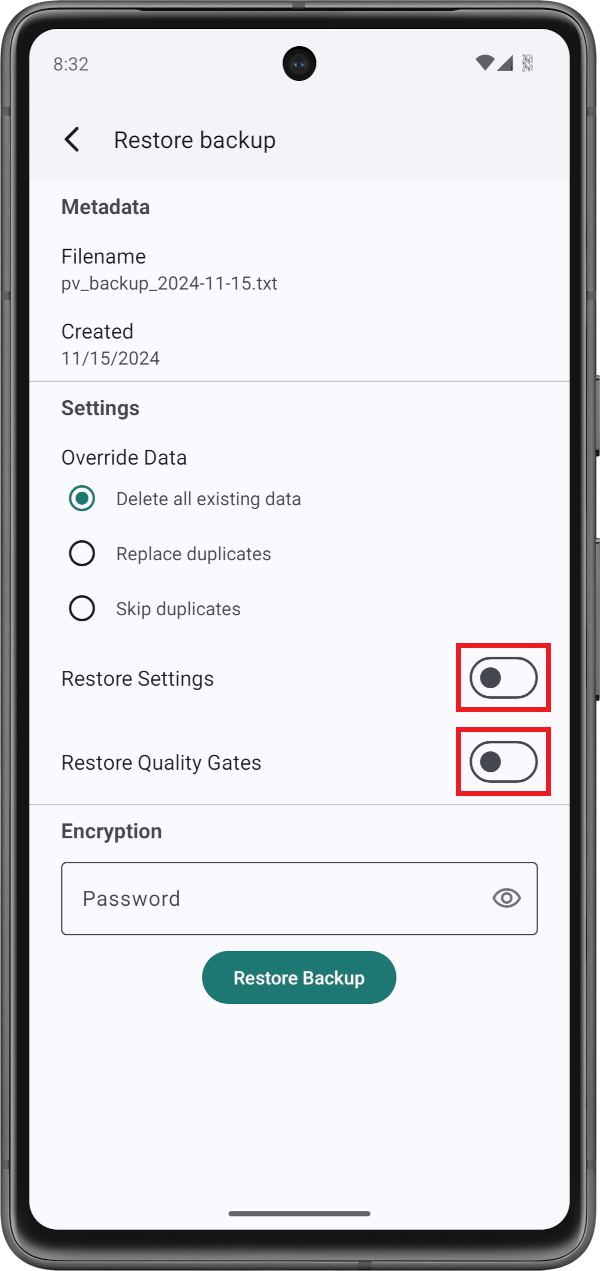 8:32
Restore backup
Metadata
Filename
pv_backup_2024-11-15.txt
Created
11/15/2024
Settings
Override Data
Delete all existing data
Replace duplicates
Skip duplicates
Restore Settings
Restore Quality Gates
Encryption
Password
Restore Backup